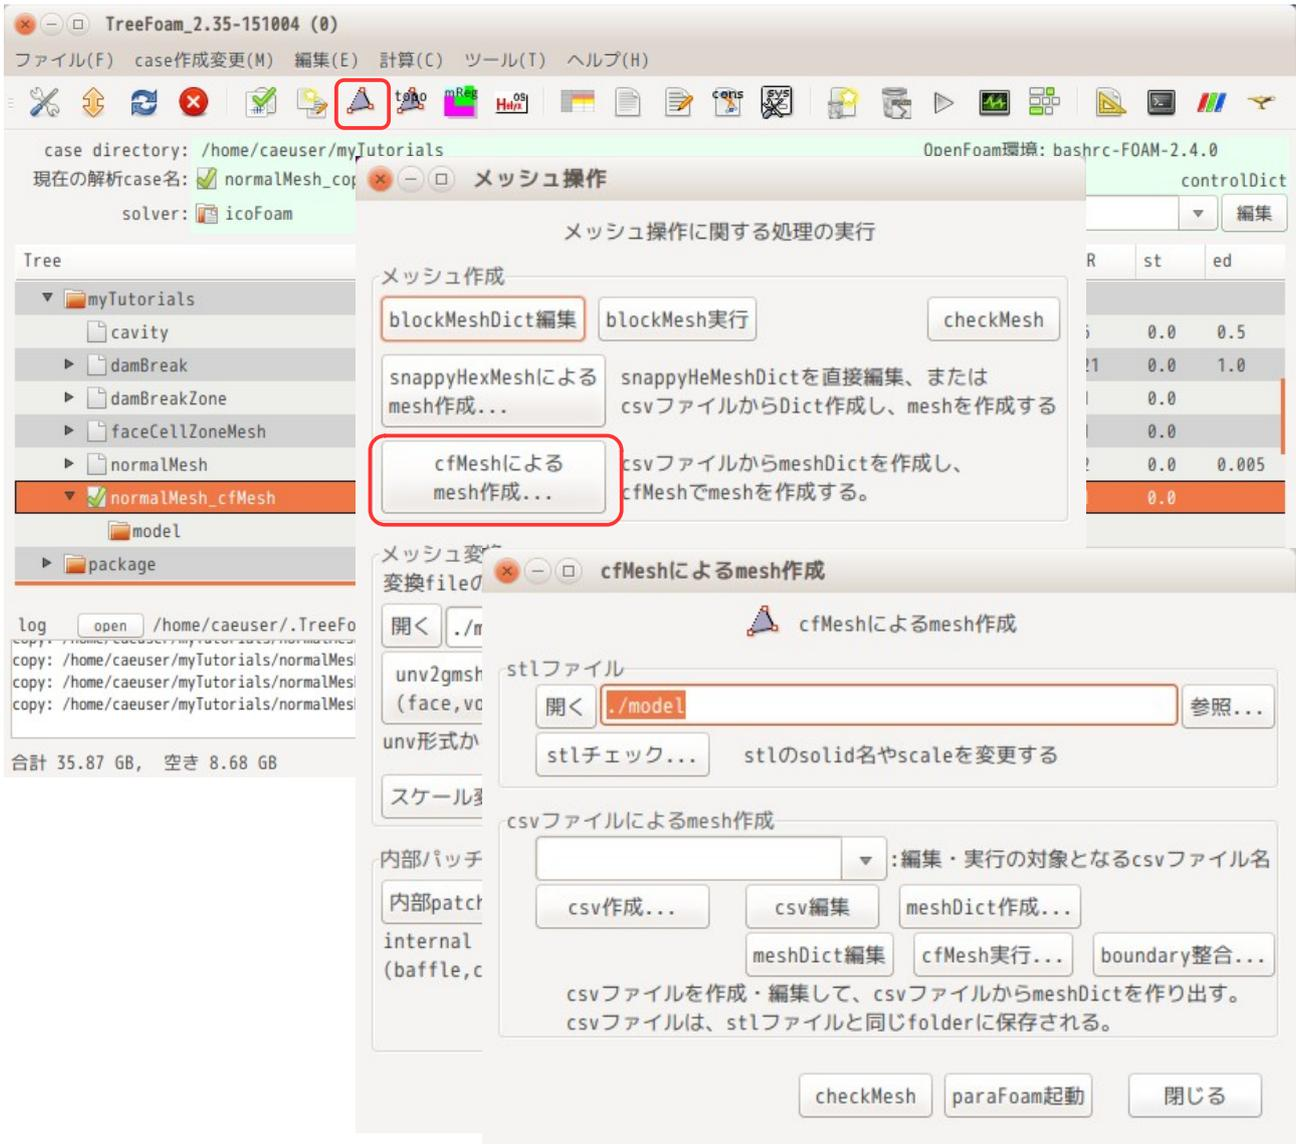 TreeFoam_2.35-151004 (0)
ファイル(F) case作成変更(M) 編集(E) 計算(C) ツール(T) ヘルプ(H)
topo mReg cons sys
case directory: /home/caeuser/myTutorials
OpenFoam環境: bashrc-FOAM-2.4.0
現在の解析case名: normalMesh_cop
controlDict
solver: icoFoam
編集
Tree
R st ed
myTutorials
cavity
0.0 0.5
damBreak
21 0.0 1.0
damBreakZone
0.0
faceCellZoneMesh
0.0
normalMesh
2 0.0 0.005
normalMesh_cfMesh
0.0
model
package
log open /home/caeuser/.TreeFo
copy: /home/caeuser/myTutorials/normalMes
copy: /home/caeuser/myTutorials/normalMes
copy: /home/caeuser/myTutorials/normalMes
合計 35.87 GB, 空き 8.68 GB
メッシュ操作
メッシュ操作に関する処理の実行
メッシュ作成
blockMeshDict編集 blockMesh実行 checkMesh
snappyHexMeshによる
mesh作成...
snappyHeMeshDictを直接編集、または
csvファイルからDict作成し、meshを作成する
cfMeshによる
mesh作成...
csvファイルからmeshDictを作成し、
cfMeshでmeshを作成する。
メッシュ変換
変換fileの
開く ./m
unv2gmsh
(face,vo
unv形式か
スケール変
内部パッチ
内部patch
internal
(baffle,c
cfMeshによるmesh作成
cfMeshによるmesh作成
stlファイル
開く ./model 参照...
stlチェック... stlのsolid名やscaleを変更する
csvファイルによるmesh作成
:編集・実行の対象となるcsvファイル名
csv作成... csv編集 meshDict作成...
meshDict編集 cfMesh実行... boundary整合...
csvファイルを作成・編集して、csvファイルからmeshDictを作り出す。
csvファイルは、stlファイルと同じfolderに保存される。
checkMesh paraFoam起動 閉じる